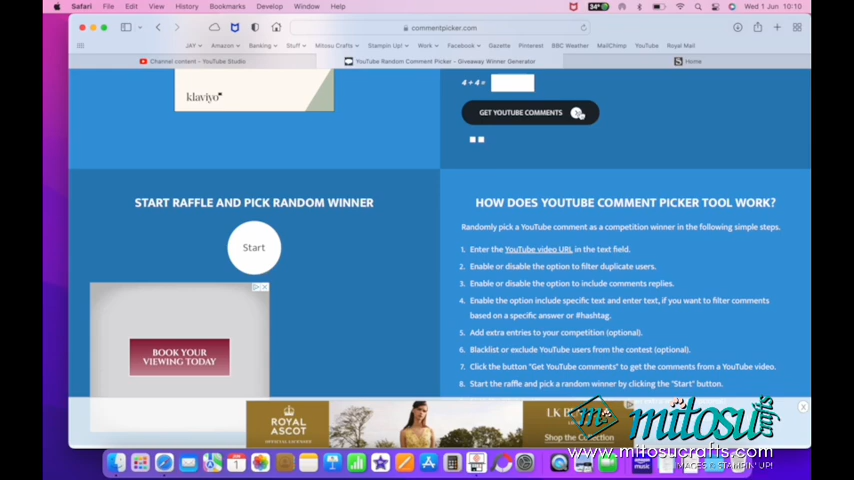 Safari File Edit View History Bookmarks Develop Window Help
34° Wed 1 Jun 10:10
commentpicker.com
JAY Amazon Banking Stuff Mitosu Crafts Stampin' Up! Work Facebook Gazette Pinterest BBC Weather MailChimp YouTube Royal Mail
Channel content - YouTube Studio YouTube Random Comment Picker - Giveaway Winner Generator Home
klaviyo
4 + 4 =
GET YOUTUBE COMMENTS
START RAFFLE AND PICK RANDOM WINNER
Start
BOOK YOUR
VIEWING TODAY
HOW DOES YOUTUBE COMMENT PICKER TOOL WORK?
Randomly pick a YouTube comment as a competition winner in the following simple steps.
1. Enter the YouTube video URL in the text field.
2. Enable or disable the option to filter duplicate users.
3. Enable or disable the option to include comments replies.
4. Enable the option include specific text and enter text, if you want to filter comments
based on a specific answer or #hashtag.
5. Add extra entries to your competition (optional).
6. Blacklist or exclude YouTube users from the contest (optional).
7. Click the button "Get YouTube comments" to get the comments from a YouTube video.
8. Start the raffle and pick a random winner by clicking the "Start" button.
ROYAL
ASCOT
OFFICIAL LICENSEE
Shop the Collection
m mitosu crafts
www.mitosucrafts.com